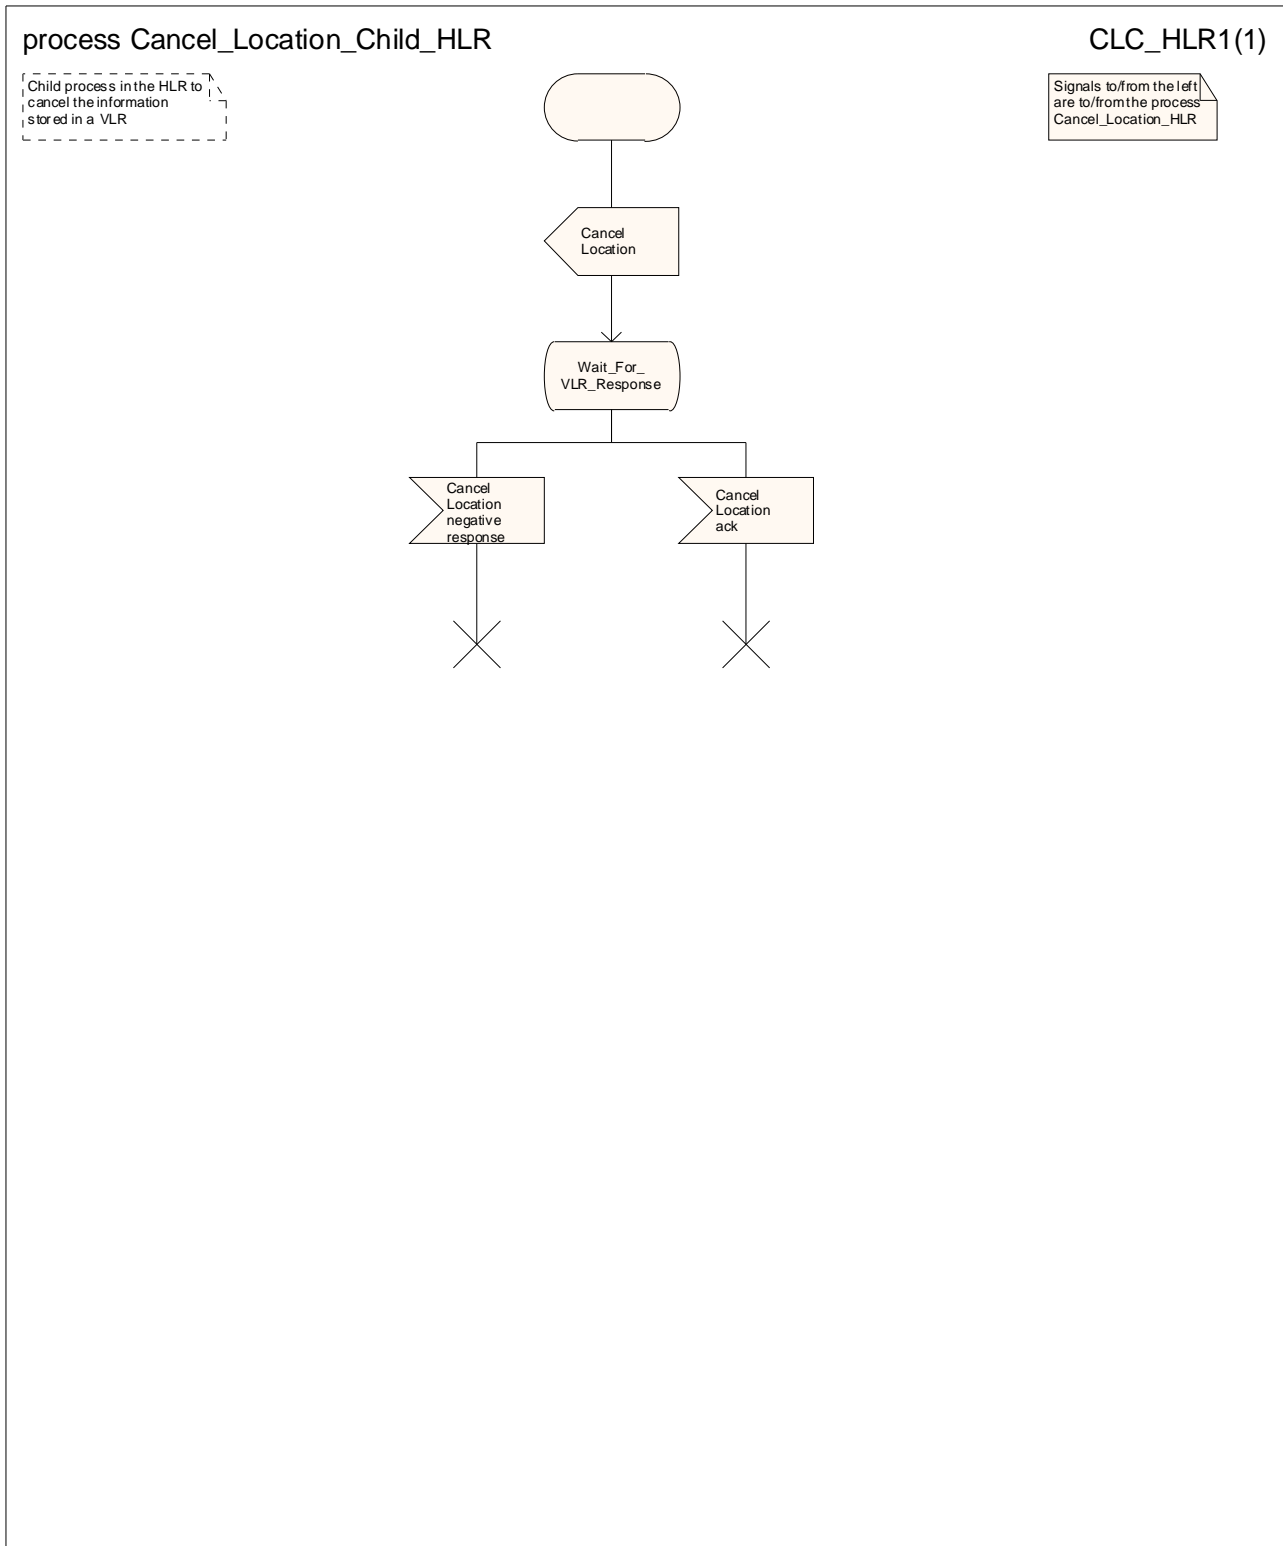 process Cancel_Location_Child_HLR
CLC_HLR1(1)
Child process in the HLR to
cancel the information
stored in a VLR
Signals to/from the left
are to/from the process
Cancel_Location_HLR
Cancel
Location
Wait_For_
VLR_Response
Cancel
Location
negative
response
Cancel
Location
ack